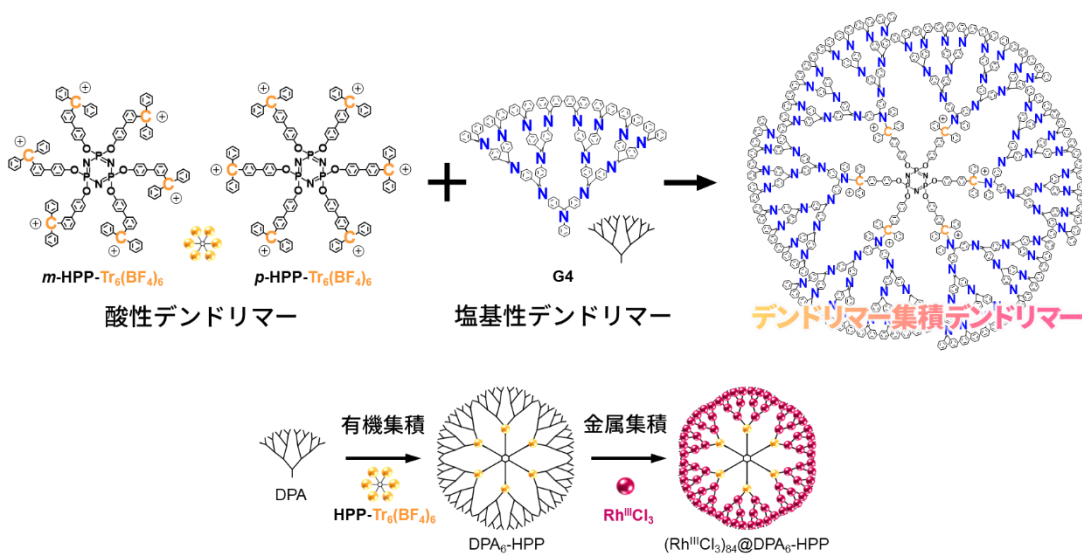 m-HPP-Tr₆(BF₄)₆
p-HPP-Tr₆(BF₄)₆
酸性デンドリマー
+
G4
塩基性デンドリマー
デンドリマー集積デンドリマー
DPA
有機集積
HPP-Tr₆(BF₄)₆
DPA₆-HPP
金属集積
RhᴵᴵᴵCl₃
(RhᴵᴵᴵCl₃)₈₄@DPA₆-HPP